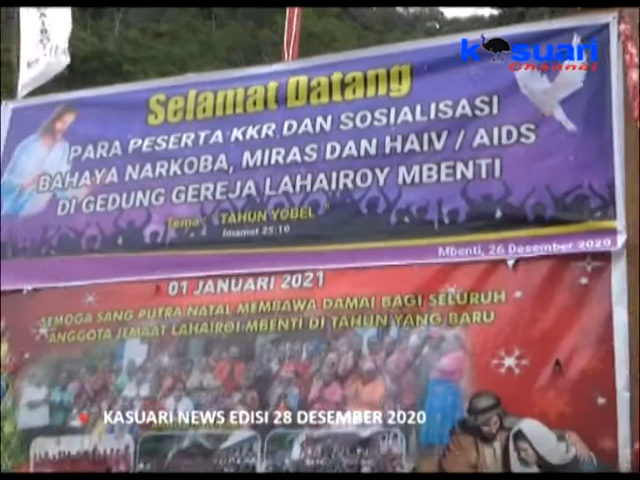 kasuari
Channel
Selamat Datang
PARA PESERTA KKR DAN SOSIALISASI
BAHAYA NARKOBA, MIRAS DAN HAIV / AIDS
DI GEDUNG GEREJA LAHAIROY MBENTI
Tema : "TAHUN YOBEL"
Imamat 25:10
Mbenti, 26 Desember 2020
01 JANUARI 2021
SEMOGA SANG PUTRA NATAL MEMBAWA DAMAI BAGI SELURUH
ANGGOTA JEMAAT LAHAIROI MBENTI DI TAHUN YANG BARU
KASUARI NEWS EDISI 28 DESEMBER 2020